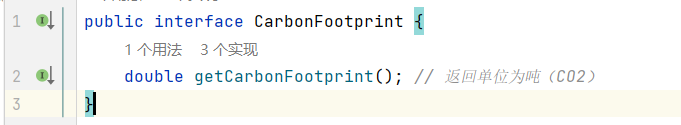 1 public interface CarbonFootprint {
1 个用法 3 个实现
2 double getCarbonFootprint(); // 返回单位为吨（CO2）
3 }